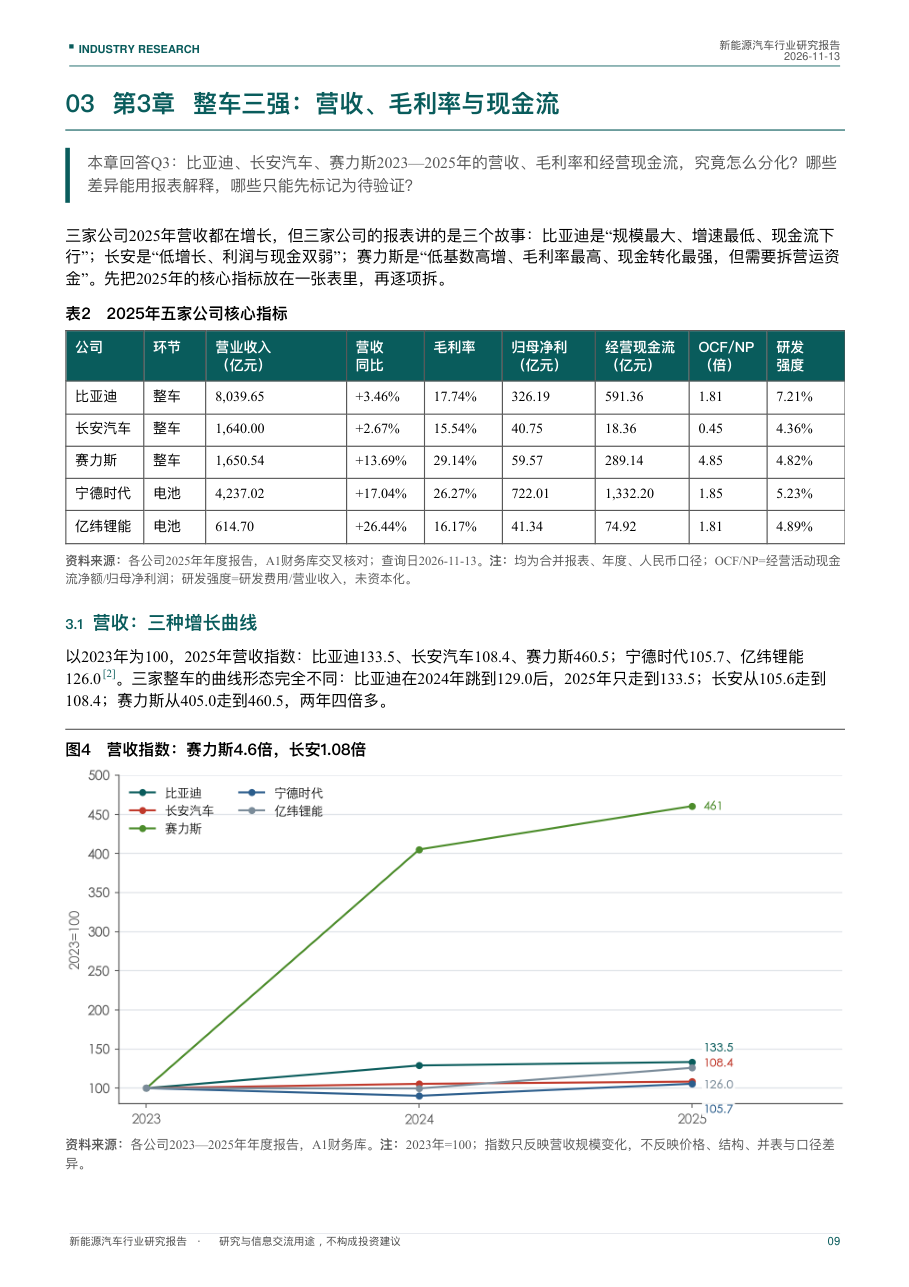 INDUSTRY RESEARCH
新能源汽车行业研究报告
2026-11-13
03 第3章 整车三强：营收、毛利率与现金流
本章回答Q3：比亚迪、长安汽车、赛力斯2023—2025年的营收、毛利率和经营现金流，究竟怎么分化？哪些
差异能用报表解释，哪些只能先标记为待验证？
三家公司2025年营收都在增长，但三家公司的报表讲的是三个故事：比亚迪是“规模最大、增速最低、现金流下
行”；长安是“低增长、利润与现金双弱”；赛力斯是“低基数高增、毛利率最高、现金转化最强，但需要拆营运资
金”。先把2025年的核心指标放在一张表里，再逐项拆。
表2 2025年五家公司核心指标
公司 环节 营业收入（亿元） 营收同比 毛利率 归母净利（亿元） 经营现金流（亿元） OCF/NP（倍） 研发强度
比亚迪 整车 8,039.65 +3.46% 17.74% 326.19 591.36 1.81 7.21%
长安汽车 整车 1,640.00 +2.67% 15.54% 40.75 18.36 0.45 4.36%
赛力斯 整车 1,650.54 +13.69% 29.14% 59.57 289.14 4.85 4.82%
宁德时代 电池 4,237.02 +17.04% 26.27% 722.01 1,332.20 1.85 5.23%
亿纬锂能 电池 614.70 +26.44% 16.17% 41.34 74.92 1.81 4.89%
资料来源：各公司2025年年度报告，A1财务库交叉核对；查询日2026-11-13。注：均为合并报表、年度、人民币口径；OCF/NP=经营活动现金
流净额/归母净利润；研发强度=研发费用/营业收入，未资本化。
3.1 营收：三种增长曲线
以2023年为100，2025年营收指数：比亚迪133.5、长安汽车108.4、赛力斯460.5；宁德时代105.7、亿纬锂能
126.0[2]。三家整车的曲线形态完全不同：比亚迪在2024年跳到129.0后，2025年只走到133.5；长安从105.6走到
108.4；赛力斯从405.0走到460.5，两年四倍多。
图4 营收指数：赛力斯4.6倍，长安1.08倍
比亚迪 宁德时代
长安汽车 亿纬锂能
赛力斯
2023=100
500
450
400
350
300
250
200
150
100
461
133.5
108.4
126.0
105.7
2023 2024 2025
资料来源：各公司2023—2025年年度报告，A1财务库。注：2023年=100；指数只反映营收规模变化，不反映价格、结构、并表与口径差
异。
新能源汽车行业研究报告 · 研究与信息交流用途，不构成投资建议
09